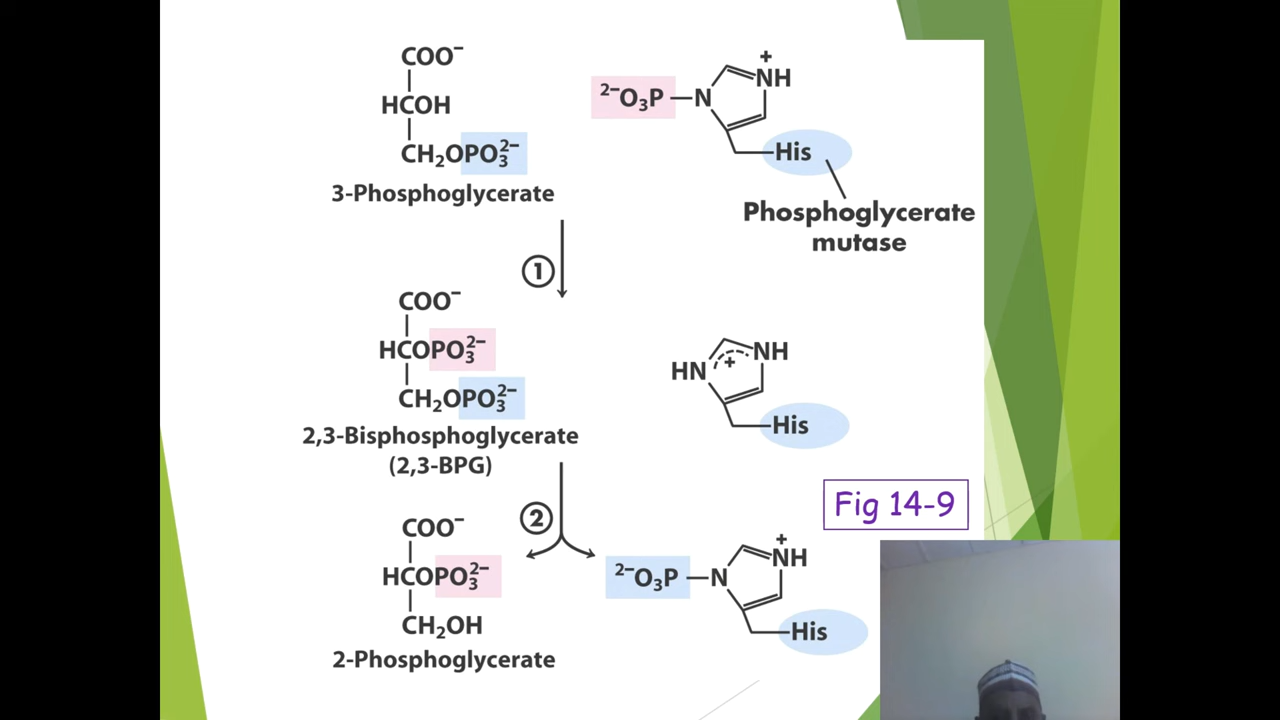 COO⁻
HCOH
CH₂OPO₃²⁻
3-Phosphoglycerate
²⁻O₃P—N
+
NH
His
Phosphoglycerate
mutase
1
COO⁻
HCOPO₃²⁻
CH₂OPO₃²⁻
2,3-Bisphosphoglycerate
(2,3-BPG)
HN
+
NH
His
Fig 14-9
2
COO⁻
HCOPO₃²⁻
CH₂OH
2-Phosphoglycerate
²⁻O₃P—N
+
NH
His